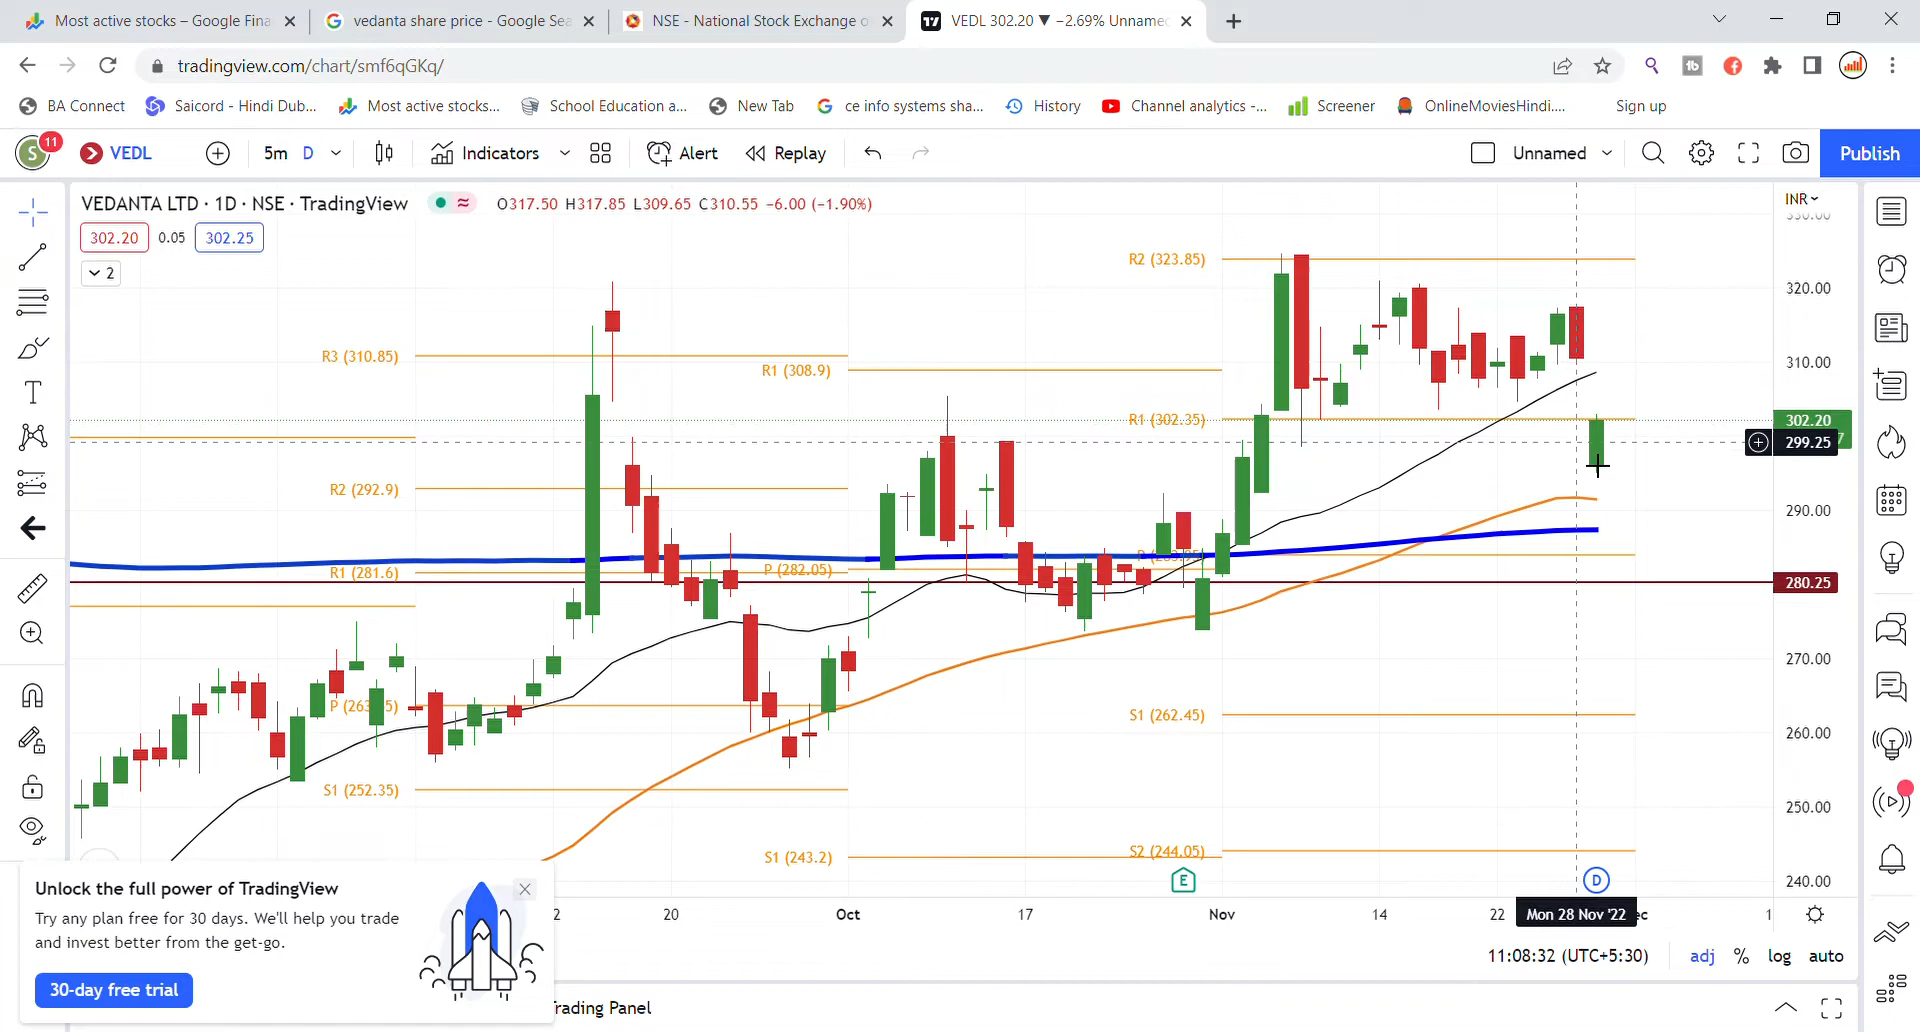 Most active stocks – Google Fina
vedanta share price - Google Sea
NSE - National Stock Exchange o
VEDL 302.20 ▼ −2.69% Unname
tradingview.com/chart/smf6qGKq/
BA Connect
Saicord - Hindi Dub...
Most active stocks...
School Education a...
New Tab
ce info systems sha...
History
Channel analytics -...
Screener
OnlineMoviesHindi....
Sign up
S
11
VEDL
5m D
Indicators
Alert
Replay
Unnamed
Publish
VEDANTA LTD · 1D · NSE · TradingView
O317.50 H317.85 L309.65 C310.55 −6.00 (−1.90%)
INR
330.00
302.20 0.05 302.25
2
R2 (323.85)
320.00
R3 (310.85)
R1 (308.9)
310.00
R1 (302.35)
302.20
299.25
R2 (292.9)
290.00
R1 (281.6)
P (282.05)
280.25
270.00
S1 (262.45)
260.00
S1 (252.35)
250.00
S1 (243.2)
S2 (244.05)
E
D
240.00
20
Oct
17
Nov
14
22
Mon 28 Nov '22
Unlock the full power of TradingView
Try any plan free for 30 days. We'll help you trade
and invest better from the get-go.
30-day free trial
11:08:32 (UTC+5:30)
adj % log auto
rading Panel